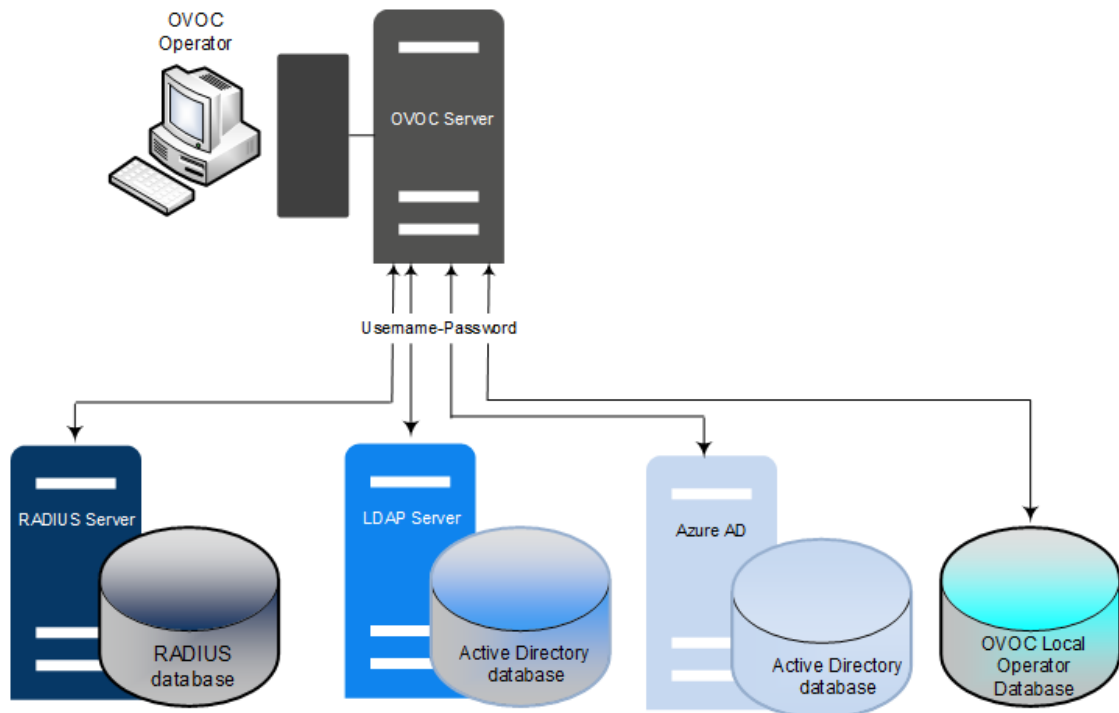 OVOC
Operator
OVOC Server
Username-Password
RADIUS Server
LDAP Server
Azure AD
RADIUS
database
Active Directory
database
Active Directory
database
OVOC Local
Operator
Database